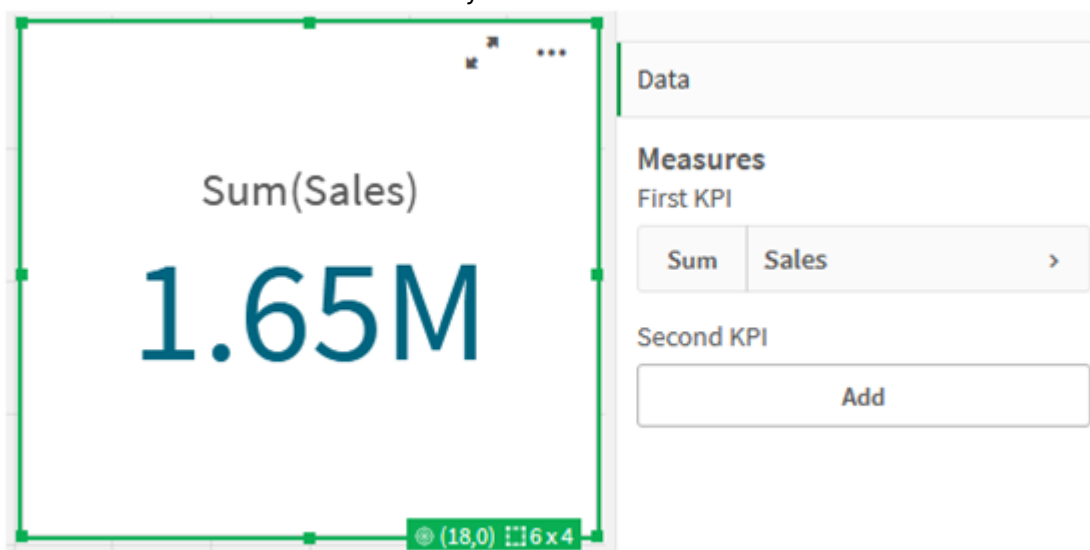 Sum(Sales)
1.65M
(18,0) 6 x 4
Data
Measures
First KPI
Sum Sales
Second KPI
Add